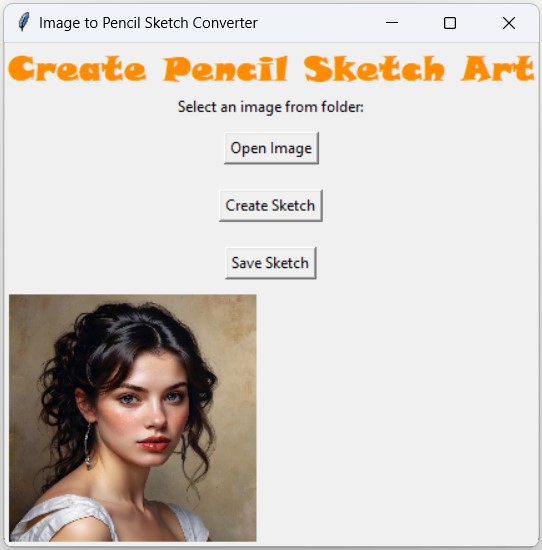 Image to Pencil Sketch Converter
Create Pencil Sketch Art
Select an image from folder:
Open Image
Create Sketch
Save Sketch